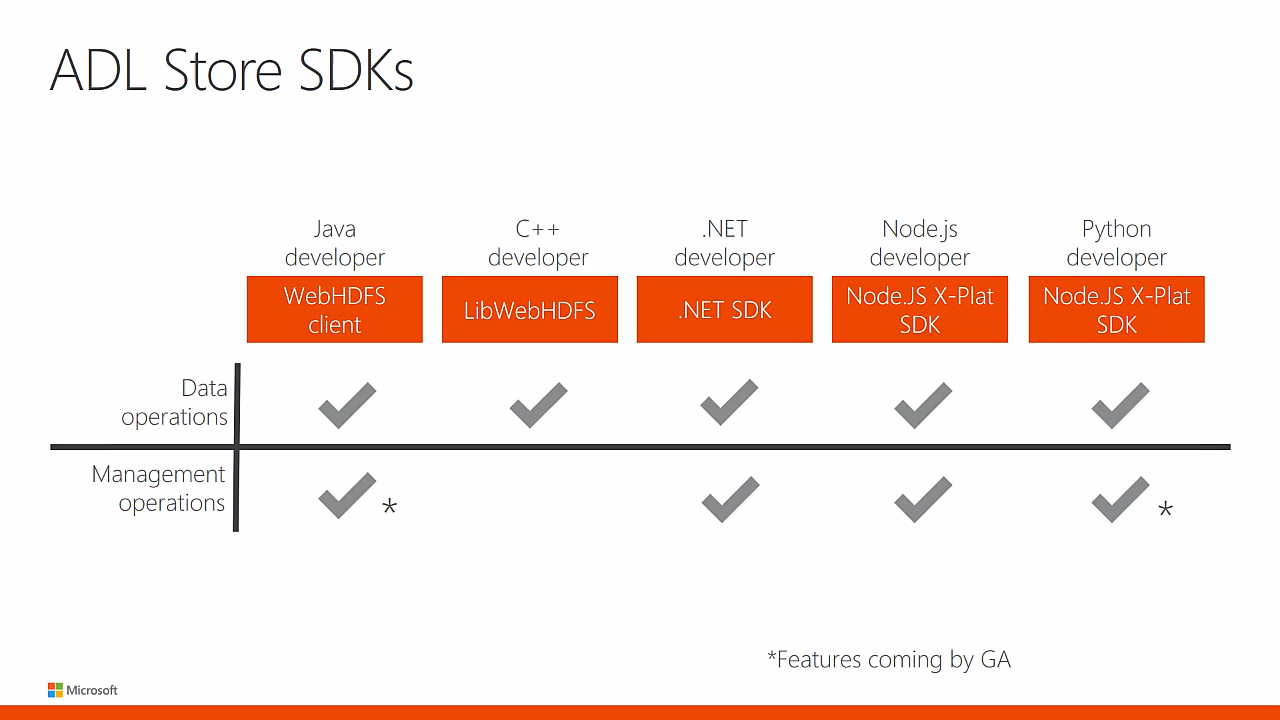 ADL Store SDKs
Java developer
C++ developer
.NET developer
Node.js developer
Python developer
WebHDFS client
LibWebHDFS
.NET SDK
Node.JS X-Plat SDK
Node.JS X-Plat SDK
Data operations
Management operations
*
*
*Features coming by GA
Microsoft